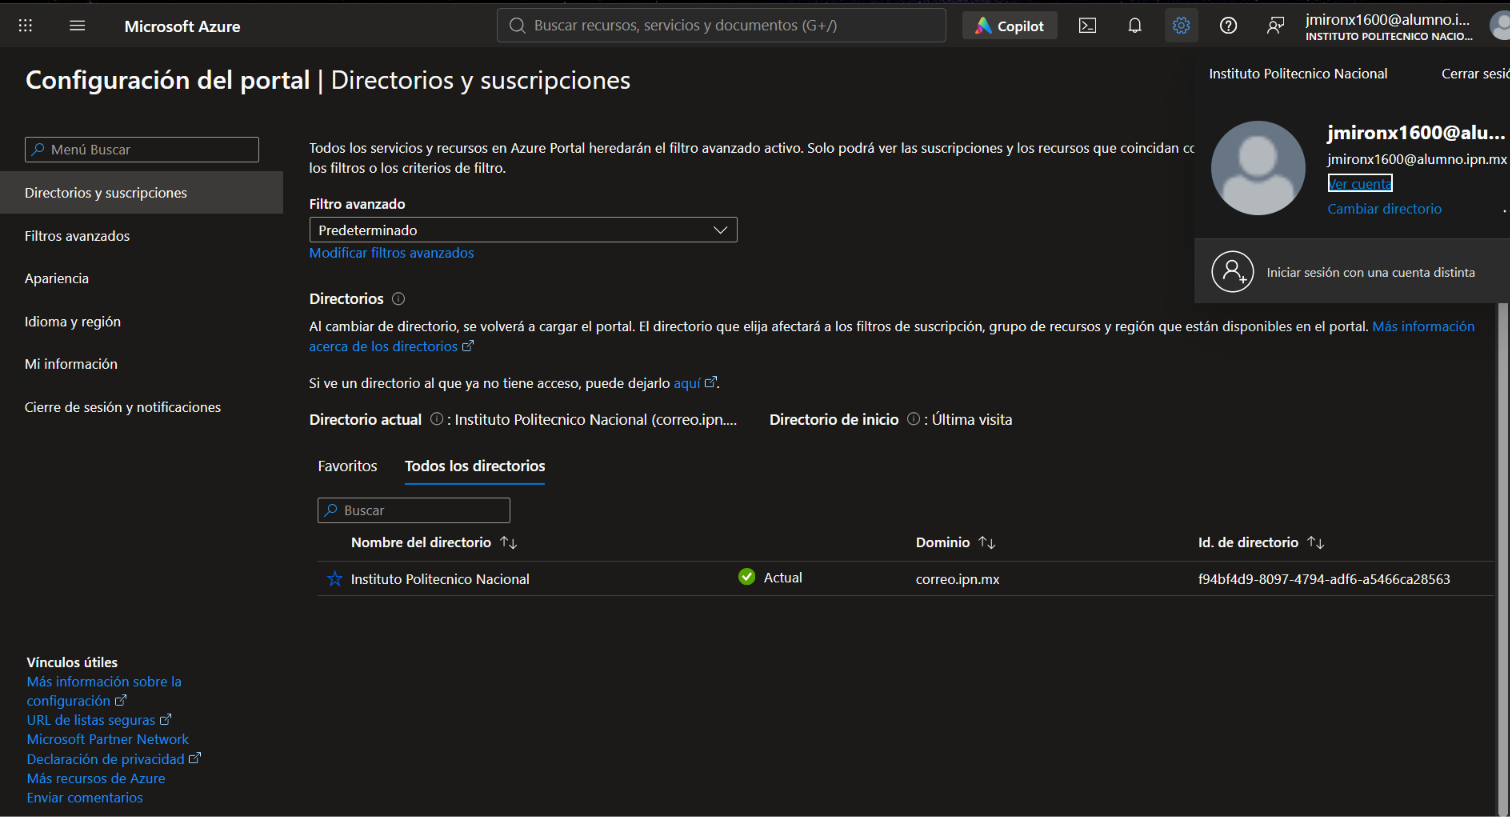 Microsoft Azure
Buscar recursos, servicios y documentos (G+/)
Copilot
jmironx1600@alumno.i...
INSTITUTO POLITECNICO NACIO...
Configuración del portal | Directorios y suscripciones
Instituto Politecnico Nacional
Cerrar sesió
jmironx1600@alu...
jmironx1600@alumno.ipn.mx
Ver cuenta
Cambiar directorio
Iniciar sesión con una cuenta distinta
Menú Buscar
Directorios y suscripciones
Filtros avanzados
Apariencia
Idioma y región
Mi información
Cierre de sesión y notificaciones
Todos los servicios y recursos en Azure Portal heredarán el filtro avanzado activo. Solo podrá ver las suscripciones y los recursos que coincidan co
los filtros o los criterios de filtro.
Filtro avanzado
Predeterminado
Modificar filtros avanzados
Directorios
Al cambiar de directorio, se volverá a cargar el portal. El directorio que elija afectará a los filtros de suscripción, grupo de recursos y región que están disponibles en el portal. Más información
acerca de los directorios
Si ve un directorio al que ya no tiene acceso, puede dejarlo aquí.
Directorio actual : Instituto Politecnico Nacional (correo.ipn....
Directorio de inicio : Última visita
Favoritos
Todos los directorios
Buscar
Nombre del directorio
Dominio
Id. de directorio
Instituto Politecnico Nacional
Actual
correo.ipn.mx
f94bf4d9-8097-4794-adf6-a5466ca28563
Vínculos útiles
Más información sobre la
configuración
URL de listas seguras
Microsoft Partner Network
Declaración de privacidad
Más recursos de Azure
Enviar comentarios